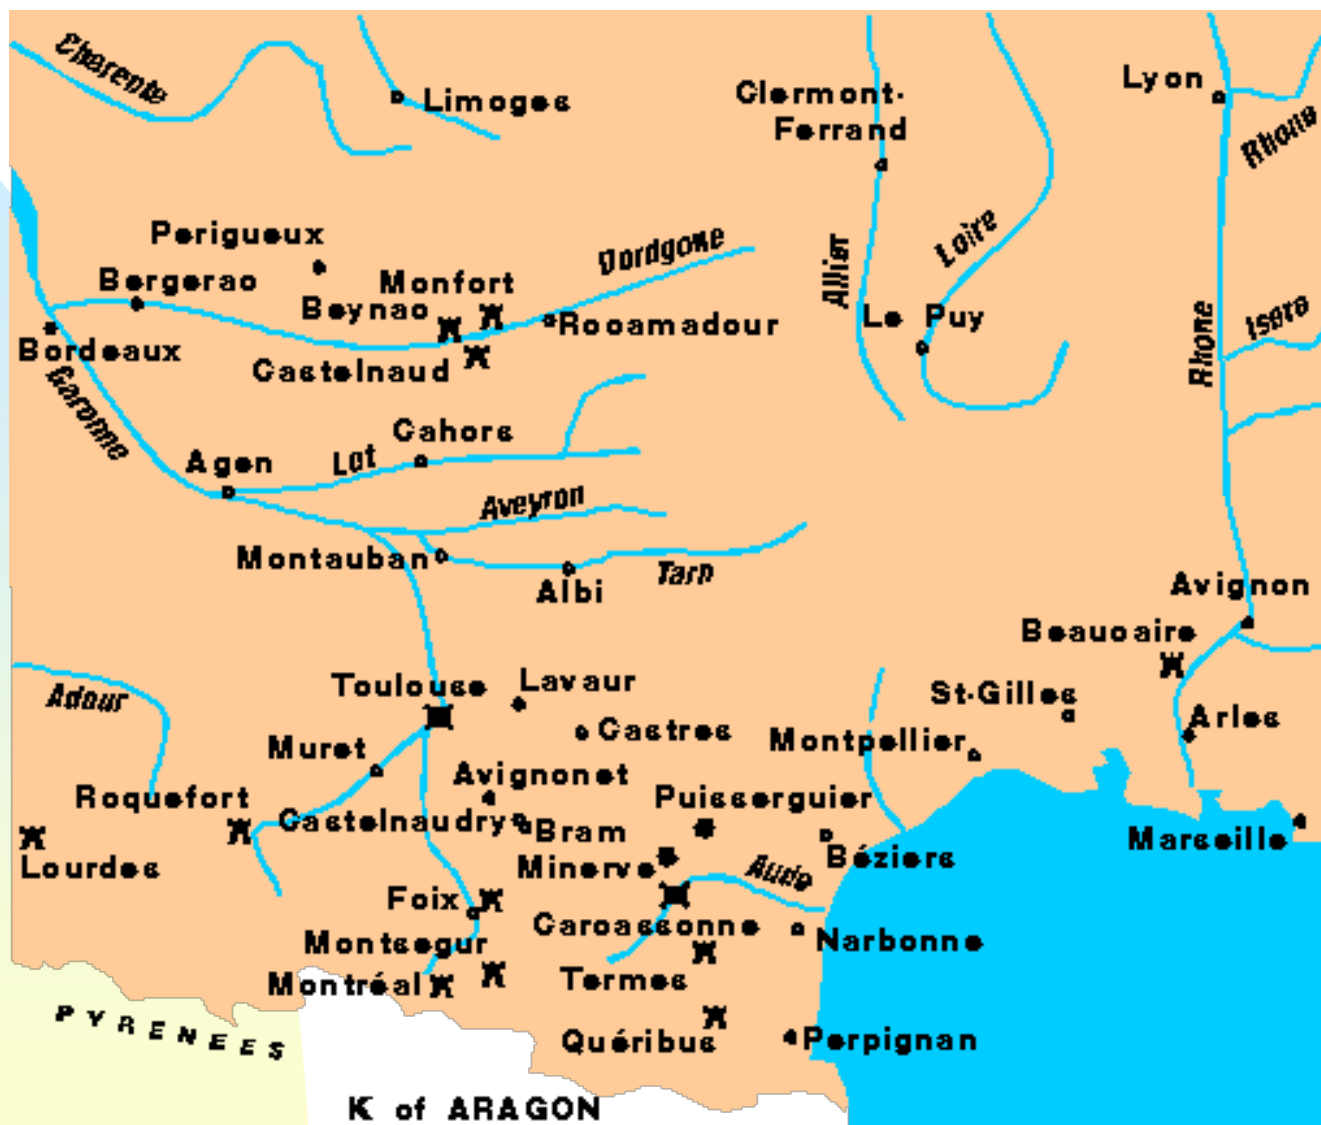 Charente
Limoges
Clermont-
Ferrand
Lyon
Rhone
Perigueux
Bergerac
Monfort
Beynac
Dordgone
Rocamadour
Allier
Loire
Le Puy
Rhone
Isere
Bordeaux
Castelnaud
Garonne
Cahors
Agen
Lot
Aveyron
Montauban
Albi
Tarn
Avignon
Beaucaire
Adour
Toulouse
Lavaur
St-Gilles
Arles
Castres
Muret
Montpellier
Avignonet
Roquefort
Puisserguier
Castelnaudry
Bram
Marseille
Lourdes
Minerve
Béziers
Aude
Foix
Carcassonne
Montsegur
Narbonne
Montréal
Termes
PYRENEES
Quéribus
Perpignan
K of ARAGON